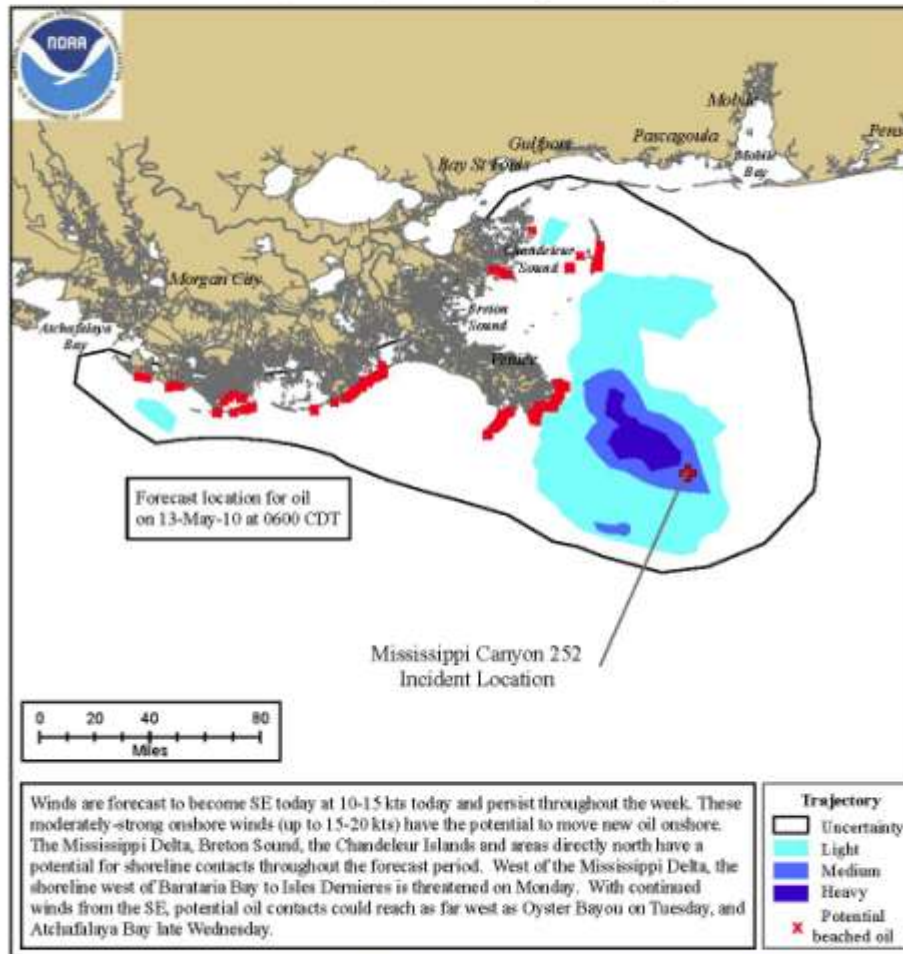 NOAA
Mobile
Gulfport
Pascagoula
Pens
Bay St Louis
Mobile
Bay
Chandeleur
Sound
Morgan City
Breton
Sound
Atchafalaya
Bay
Venice
Forecast location for oil
on 13-May-10 at 0600 CDT
Mississippi Canyon 252
Incident Location
0 20 40 80
Miles
Winds are forecast to become SE today at 10-15 kts today and persist throughout the week. These
moderately-strong onshore winds (up to 15-20 kts) have the potential to move new oil onshore.
The Mississippi Delta, Breton Sound, the Chandeleur Islands and areas directly north have a
potential for shoreline contacts throughout the forecast period. West of the Mississippi Delta, the
shoreline west of Barataria Bay to Isles Dernieres is threatened on Monday. With continued
winds from the SE, potential oil contacts could reach as far west as Oyster Bayou on Tuesday, and
Atchafalaya Bay late Wednesday.
Trajectory
Uncertainty
Light
Medium
Heavy
Potential
beached oil